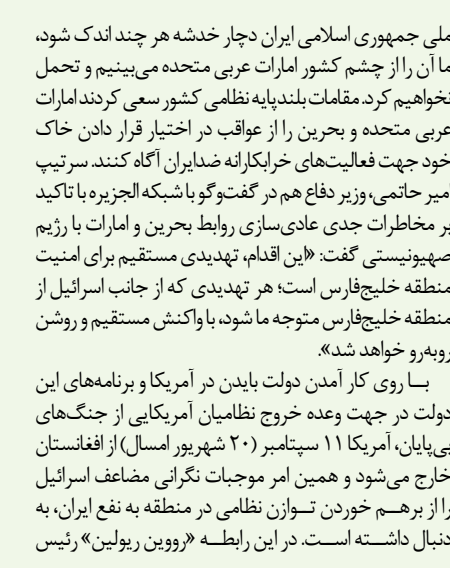 ملی جمهوری اسلامی ایران دچار خدشه هر چند اندک شود،
ما آن را از چشم کشور امارات عربی متحده می‌بینیم و تحمل
نخواهیم کرد. مقامات بلندپایه نظامی کشور سعی کردند امارات
عربی متحده و بحرین را از عواقب در اختیار قرار دادن خاک
خود جهت فعالیت‌های خرابکارانه ضدایران آگاه کنند. سرتیپ
امیر حاتمی، وزیر دفاع هم در گفت‌وگو با شبکه الجزیره با تاکید
بر مخاطرات جدی عادی‌سازی روابط بحرین و امارات با رژیم
صهیونیستی گفت: «این اقدام، تهدیدی مستقیم برای امنیت
منطقه خلیج‌فارس است؛ هر تهدیدی که از جانب اسرائیل از
منطقه خلیج‌فارس متوجه ما شود، با واکنش مستقیم و روشن
روبه‌رو خواهد شد».
بـا روی کار آمدن دولت بایدن در آمریکا و برنامه‌های این
دولت در جهت وعده خروج نظامیان آمریکایی از جنگ‌های
بی‌پایان، آمریکا ۱۱ سپتامبر (۲۰ شهریور امسال) از افغانستان
خارج می‌شود و همین امر موجبات نگرانی مضاعف اسرائیل
را از برهـم خوردن تـوازن نظامی در منطقه به نفع ایران، به
دنبال داشـته اسـت. در این رابطـه «رووین ریولین» رئیس